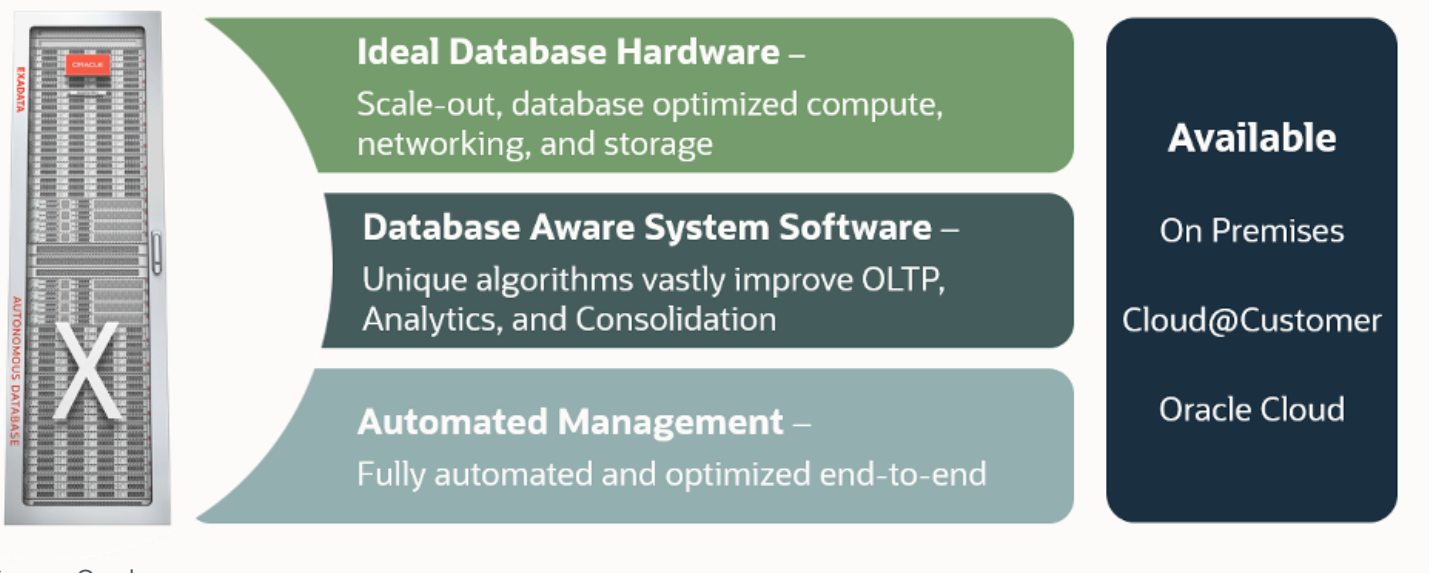 ORACLE
EXADATA
AUTONOMOUS DATABASE
X
Ideal Database Hardware –
Scale-out, database optimized compute,
networking, and storage
Database Aware System Software –
Unique algorithms vastly improve OLTP,
Analytics, and Consolidation
Automated Management –
Fully automated and optimized end-to-end
Available
On Premises
Cloud@Customer
Oracle Cloud